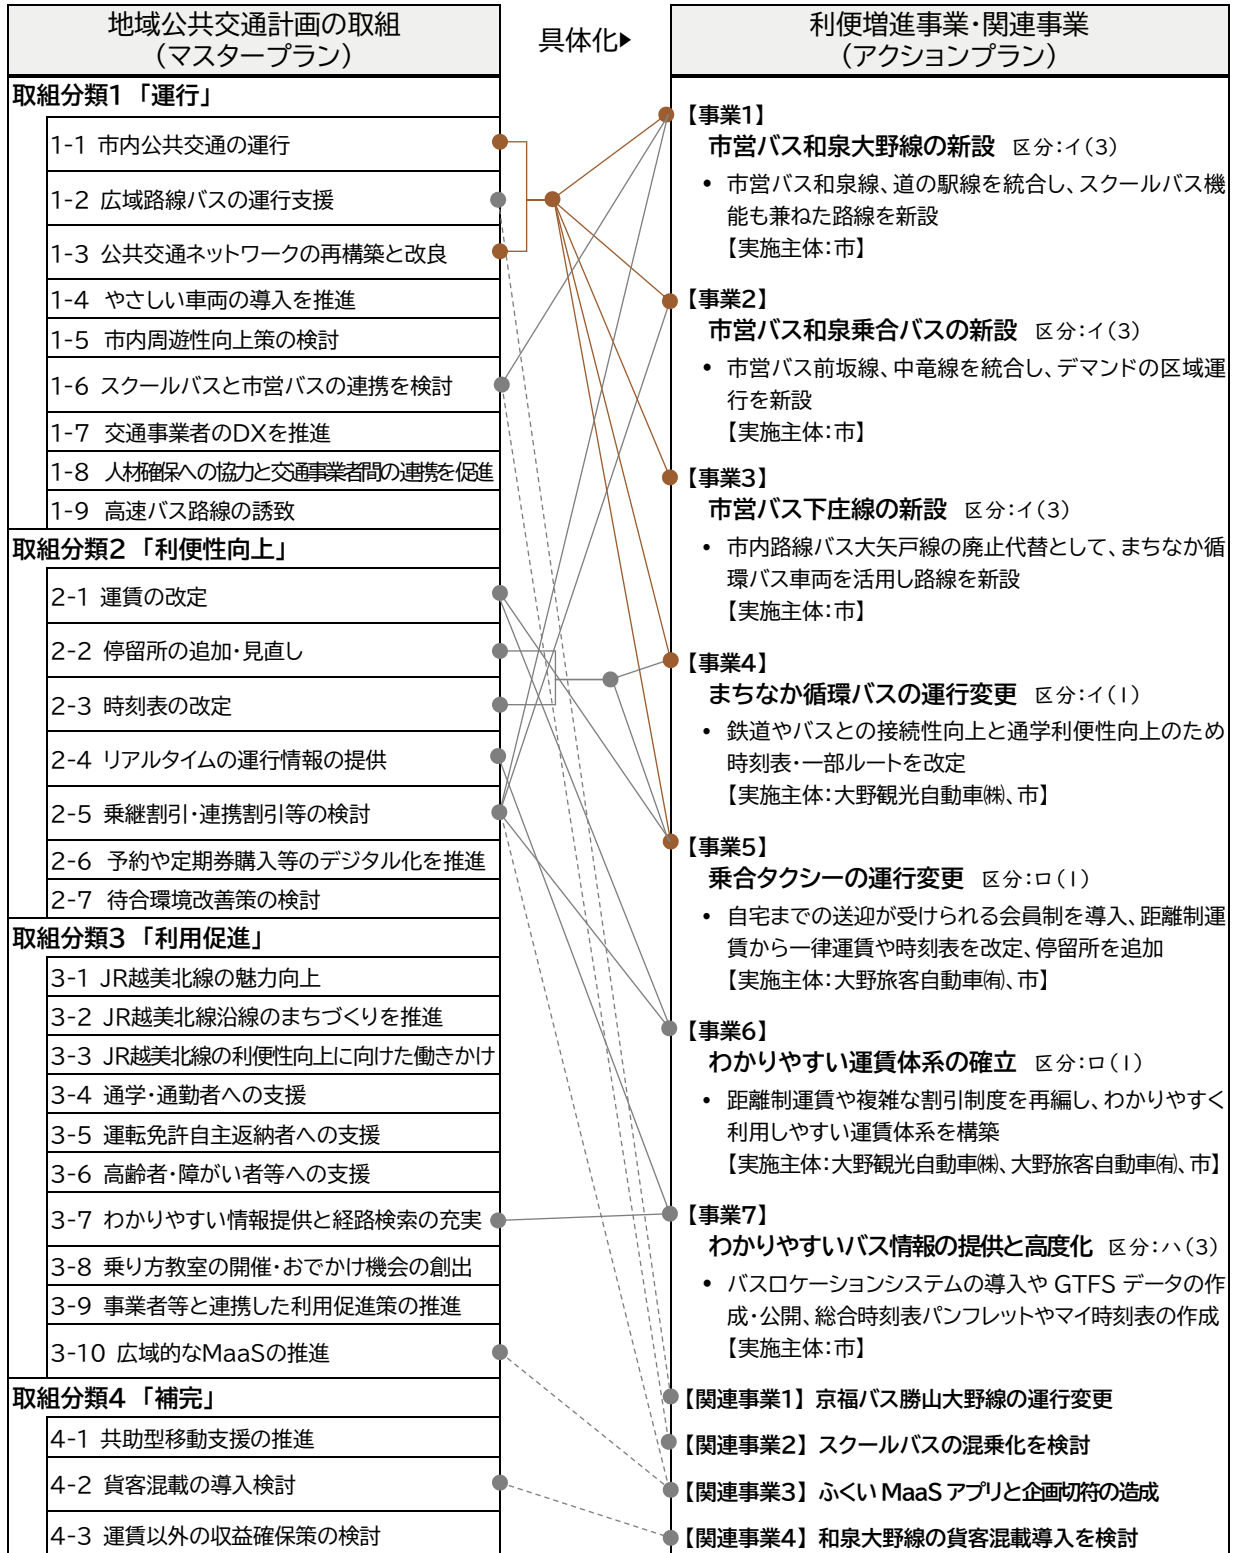 地域公共交通計画の取組
（マスタープラン）
具体化▶
利便増進事業・関連事業
（アクションプラン）
取組分類1 「運行」
1-1 市内公共交通の運行
1-2 広域路線バスの運行支援
1-3 公共交通ネットワークの再構築と改良
1-4 やさしい車両の導入を推進
1-5 市内周遊性向上策の検討
1-6 スクールバスと市営バスの連携を検討
1-7 交通事業者のDXを推進
1-8 人材確保への協力と交通事業者間の連携を促進
1-9 高速バス路線の誘致
取組分類2 「利便性向上」
2-1 運賃の改定
2-2 停留所の追加・見直し
2-3 時刻表の改定
2-4 リアルタイムの運行情報の提供
2-5 乗継割引・連携割引等の検討
2-6 予約や定期券購入等のデジタル化を推進
2-7 待合環境改善策の検討
取組分類3 「利用促進」
3-1 JR越美北線の魅力向上
3-2 JR越美北線沿線のまちづくりを推進
3-3 JR越美北線の利便性向上に向けた働きかけ
3-4 通学・通勤者への支援
3-5 運転免許自主返納者への支援
3-6 高齢者・障がい者等への支援
3-7 わかりやすい情報提供と経路検索の充実
3-8 乗り方教室の開催・おでかけ機会の創出
3-9 事業者等と連携した利用促進策の推進
3-10 広域的なMaaSの推進
取組分類4 「補完」
4-1 共助型移動支援の推進
4-2 貨客混載の導入検討
4-3 運賃以外の収益確保策の検討
【事業1】
市営バス和泉大野線の新設 区分：イ（3）
• 市営バス和泉線、道の駅線を統合し、スクールバス機
能も兼ねた路線を新設
【実施主体：市】
【事業2】
市営バス和泉乗合バスの新設 区分：イ（3）
• 市営バス前坂線、中竜線を統合し、デマンドの区域運
行を新設
【実施主体：市】
【事業3】
市営バス下庄線の新設 区分：イ（3）
• 市内路線バス大矢戸線の廃止代替として、まちなか循
環バス車両を活用し路線を新設
【実施主体：市】
【事業4】
まちなか循環バスの運行変更 区分：イ（1）
• 鉄道やバスとの接続性向上と通学利便性向上のため
時刻表・一部ルートを改定
【実施主体：大野観光自動車㈱、市】
【事業5】
乗合タクシーの運行変更 区分：ロ（1）
• 自宅までの送迎が受けられる会員制を導入、距離制運
賃から一律運賃や時刻表を改定、停留所を追加
【実施主体：大野旅客自動車㈲、市】
【事業6】
わかりやすい運賃体系の確立 区分：ロ（1）
• 距離制運賃や複雑な割引制度を再編し、わかりやすく
利用しやすい運賃体系を構築
【実施主体：大野観光自動車㈱、大野旅客自動車㈲、市】
【事業7】
わかりやすいバス情報の提供と高度化 区分：ハ（3）
• バスロケーションシステムの導入や GTFS データの作
成・公開、総合時刻表パンフレットやマイ時刻表の作成
【実施主体：市】
【関連事業1】 京福バス勝山大野線の運行変更
【関連事業2】 スクールバスの混乗化を検討
【関連事業3】 ふくい MaaS アプリと企画切符の造成
【関連事業4】 和泉大野線の貨客混載導入を検討